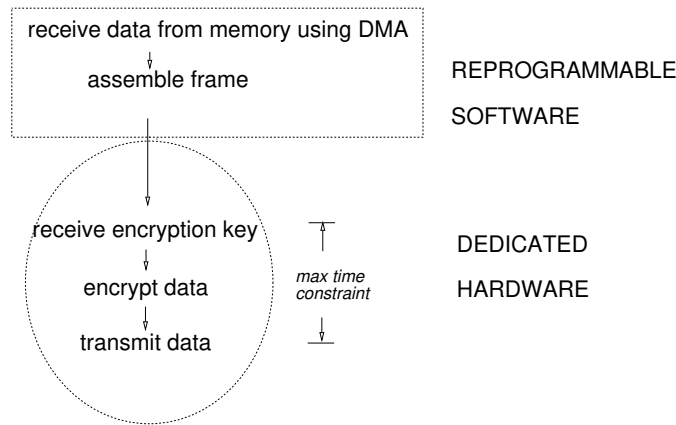 receive data from memory using DMA
assemble frame
REPROGRAMMABLE
SOFTWARE
receive encryption key
encrypt data
transmit data
max time
constraint
DEDICATED
HARDWARE